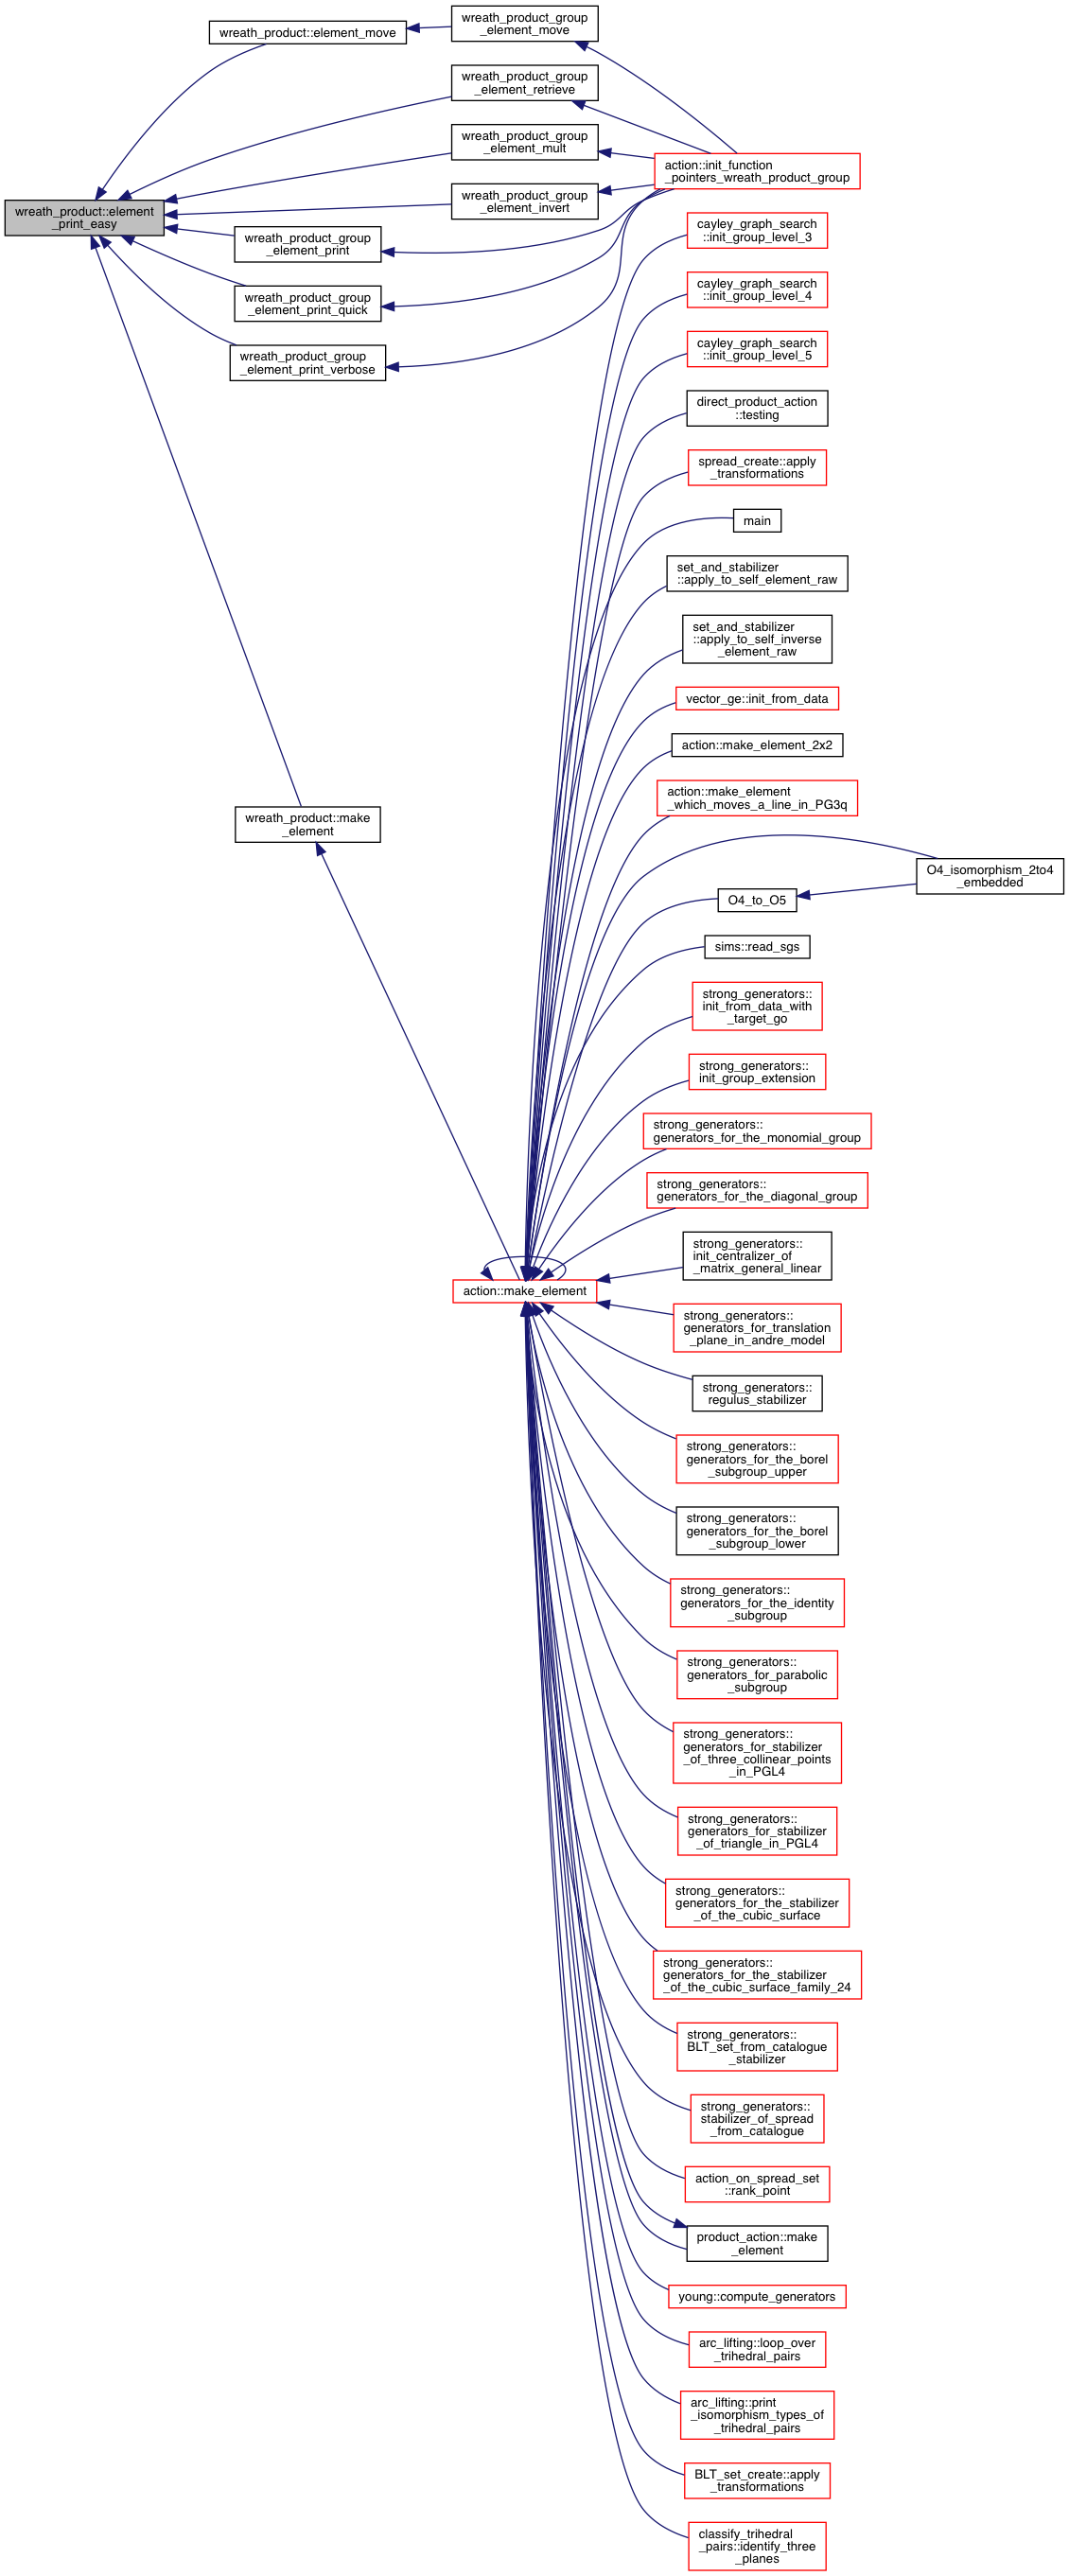 wreath_product::element_move
wreath_product_group
_element_move
wreath_product_group
_element_retrieve
wreath_product_group
_element_mult
wreath_product_group
_element_invert
action::init_function
_pointers_wreath_product_group
wreath_product::element
_print_easy
wreath_product_group
_element_print
wreath_product_group
_element_print_quick
wreath_product_group
_element_print_verbose
cayley_graph_search
::init_group_level_3
cayley_graph_search
::init_group_level_4
cayley_graph_search
::init_group_level_5
direct_product_action
::testing
spread_create::apply
_transformations
main
set_and_stabilizer
::apply_to_self_element_raw
set_and_stabilizer
::apply_to_self_inverse
_element_raw
vector_ge::init_from_data
action::make_element_2x2
action::make_element
_which_moves_a_line_in_PG3q
wreath_product::make
_element
O4_isomorphism_2to4
_embedded
O4_to_O5
sims::read_sgs
strong_generators::
init_from_data_with
_target_go
strong_generators::
init_group_extension
strong_generators::
generators_for_the_monomial_group
strong_generators::
generators_for_the_diagonal_group
strong_generators::
init_centralizer_of
_matrix_general_linear
action::make_element
strong_generators::
generators_for_translation
_plane_in_andre_model
strong_generators::
regulus_stabilizer
strong_generators::
generators_for_the_borel
_subgroup_upper
strong_generators::
generators_for_the_borel
_subgroup_lower
strong_generators::
generators_for_the_identity
_subgroup
strong_generators::
generators_for_parabolic
_subgroup
strong_generators::
generators_for_stabilizer
_of_three_collinear_points
_in_PGL4
strong_generators::
generators_for_stabilizer
_of_triangle_in_PGL4
strong_generators::
generators_for_the_stabilizer
_of_the_cubic_surface
strong_generators::
generators_for_the_stabilizer
_of_the_cubic_surface_family_24
strong_generators::
BLT_set_from_catalogue
_stabilizer
strong_generators::
stabilizer_of_spread
_from_catalogue
action_on_spread_set
::rank_point
product_action::make
_element
young::compute_generators
arc_lifting::loop_over
_trihedral_pairs
arc_lifting::print
_isomorphism_types_of
_trihedral_pairs
BLT_set_create::apply
_transformations
classify_trihedral
_pairs::identify_three
_planes